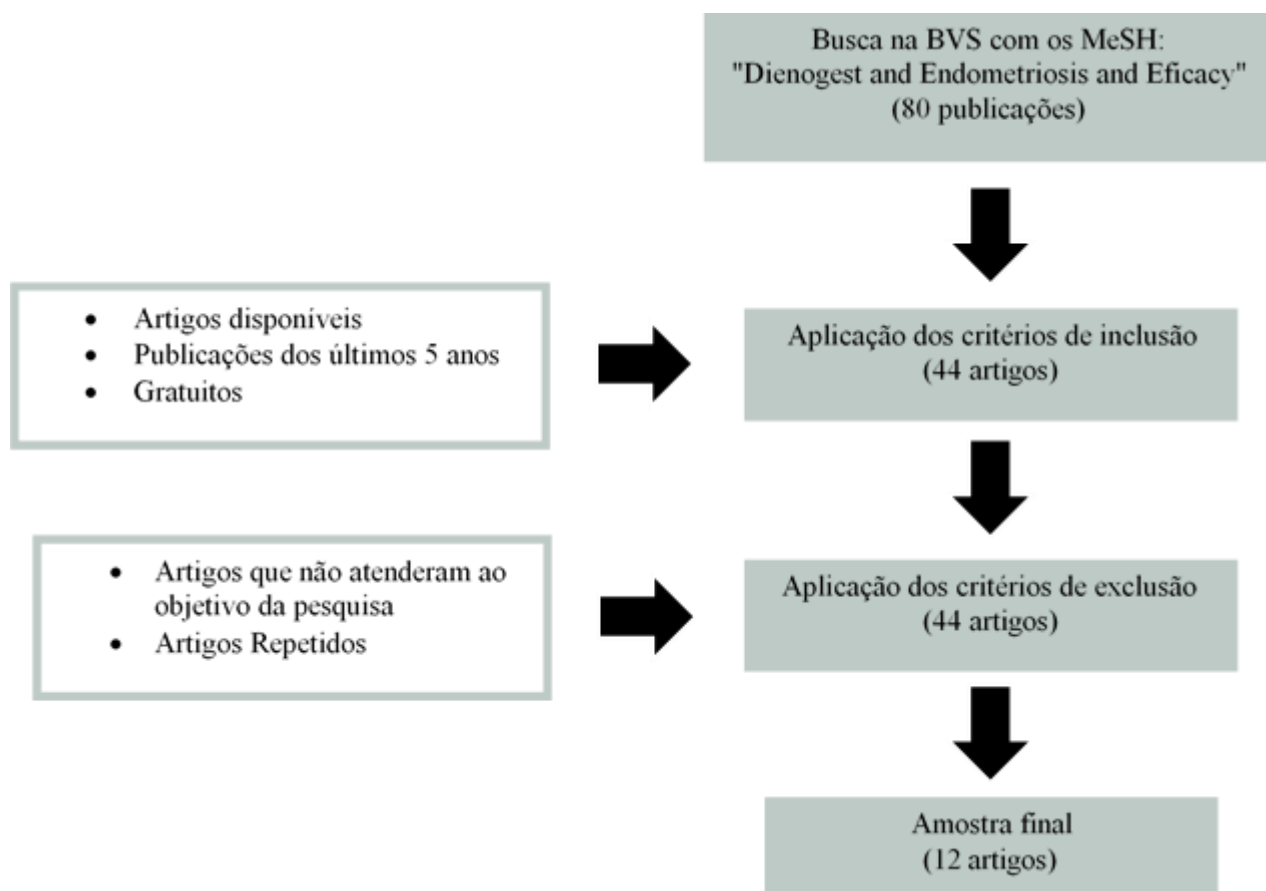 Busca na BVS com os MeSH:
"Dienogest and Endometriosis and Eficacy"
(80 publicações)
• Artigos disponíveis
• Publicações dos últimos 5 anos
• Gratuitos
Aplicação dos critérios de inclusão
(44 artigos)
• Artigos que não atenderam ao
objetivo da pesquisa
• Artigos Repetidos
Aplicação dos critérios de exclusão
(44 artigos)
Amostra final
(12 artigos)